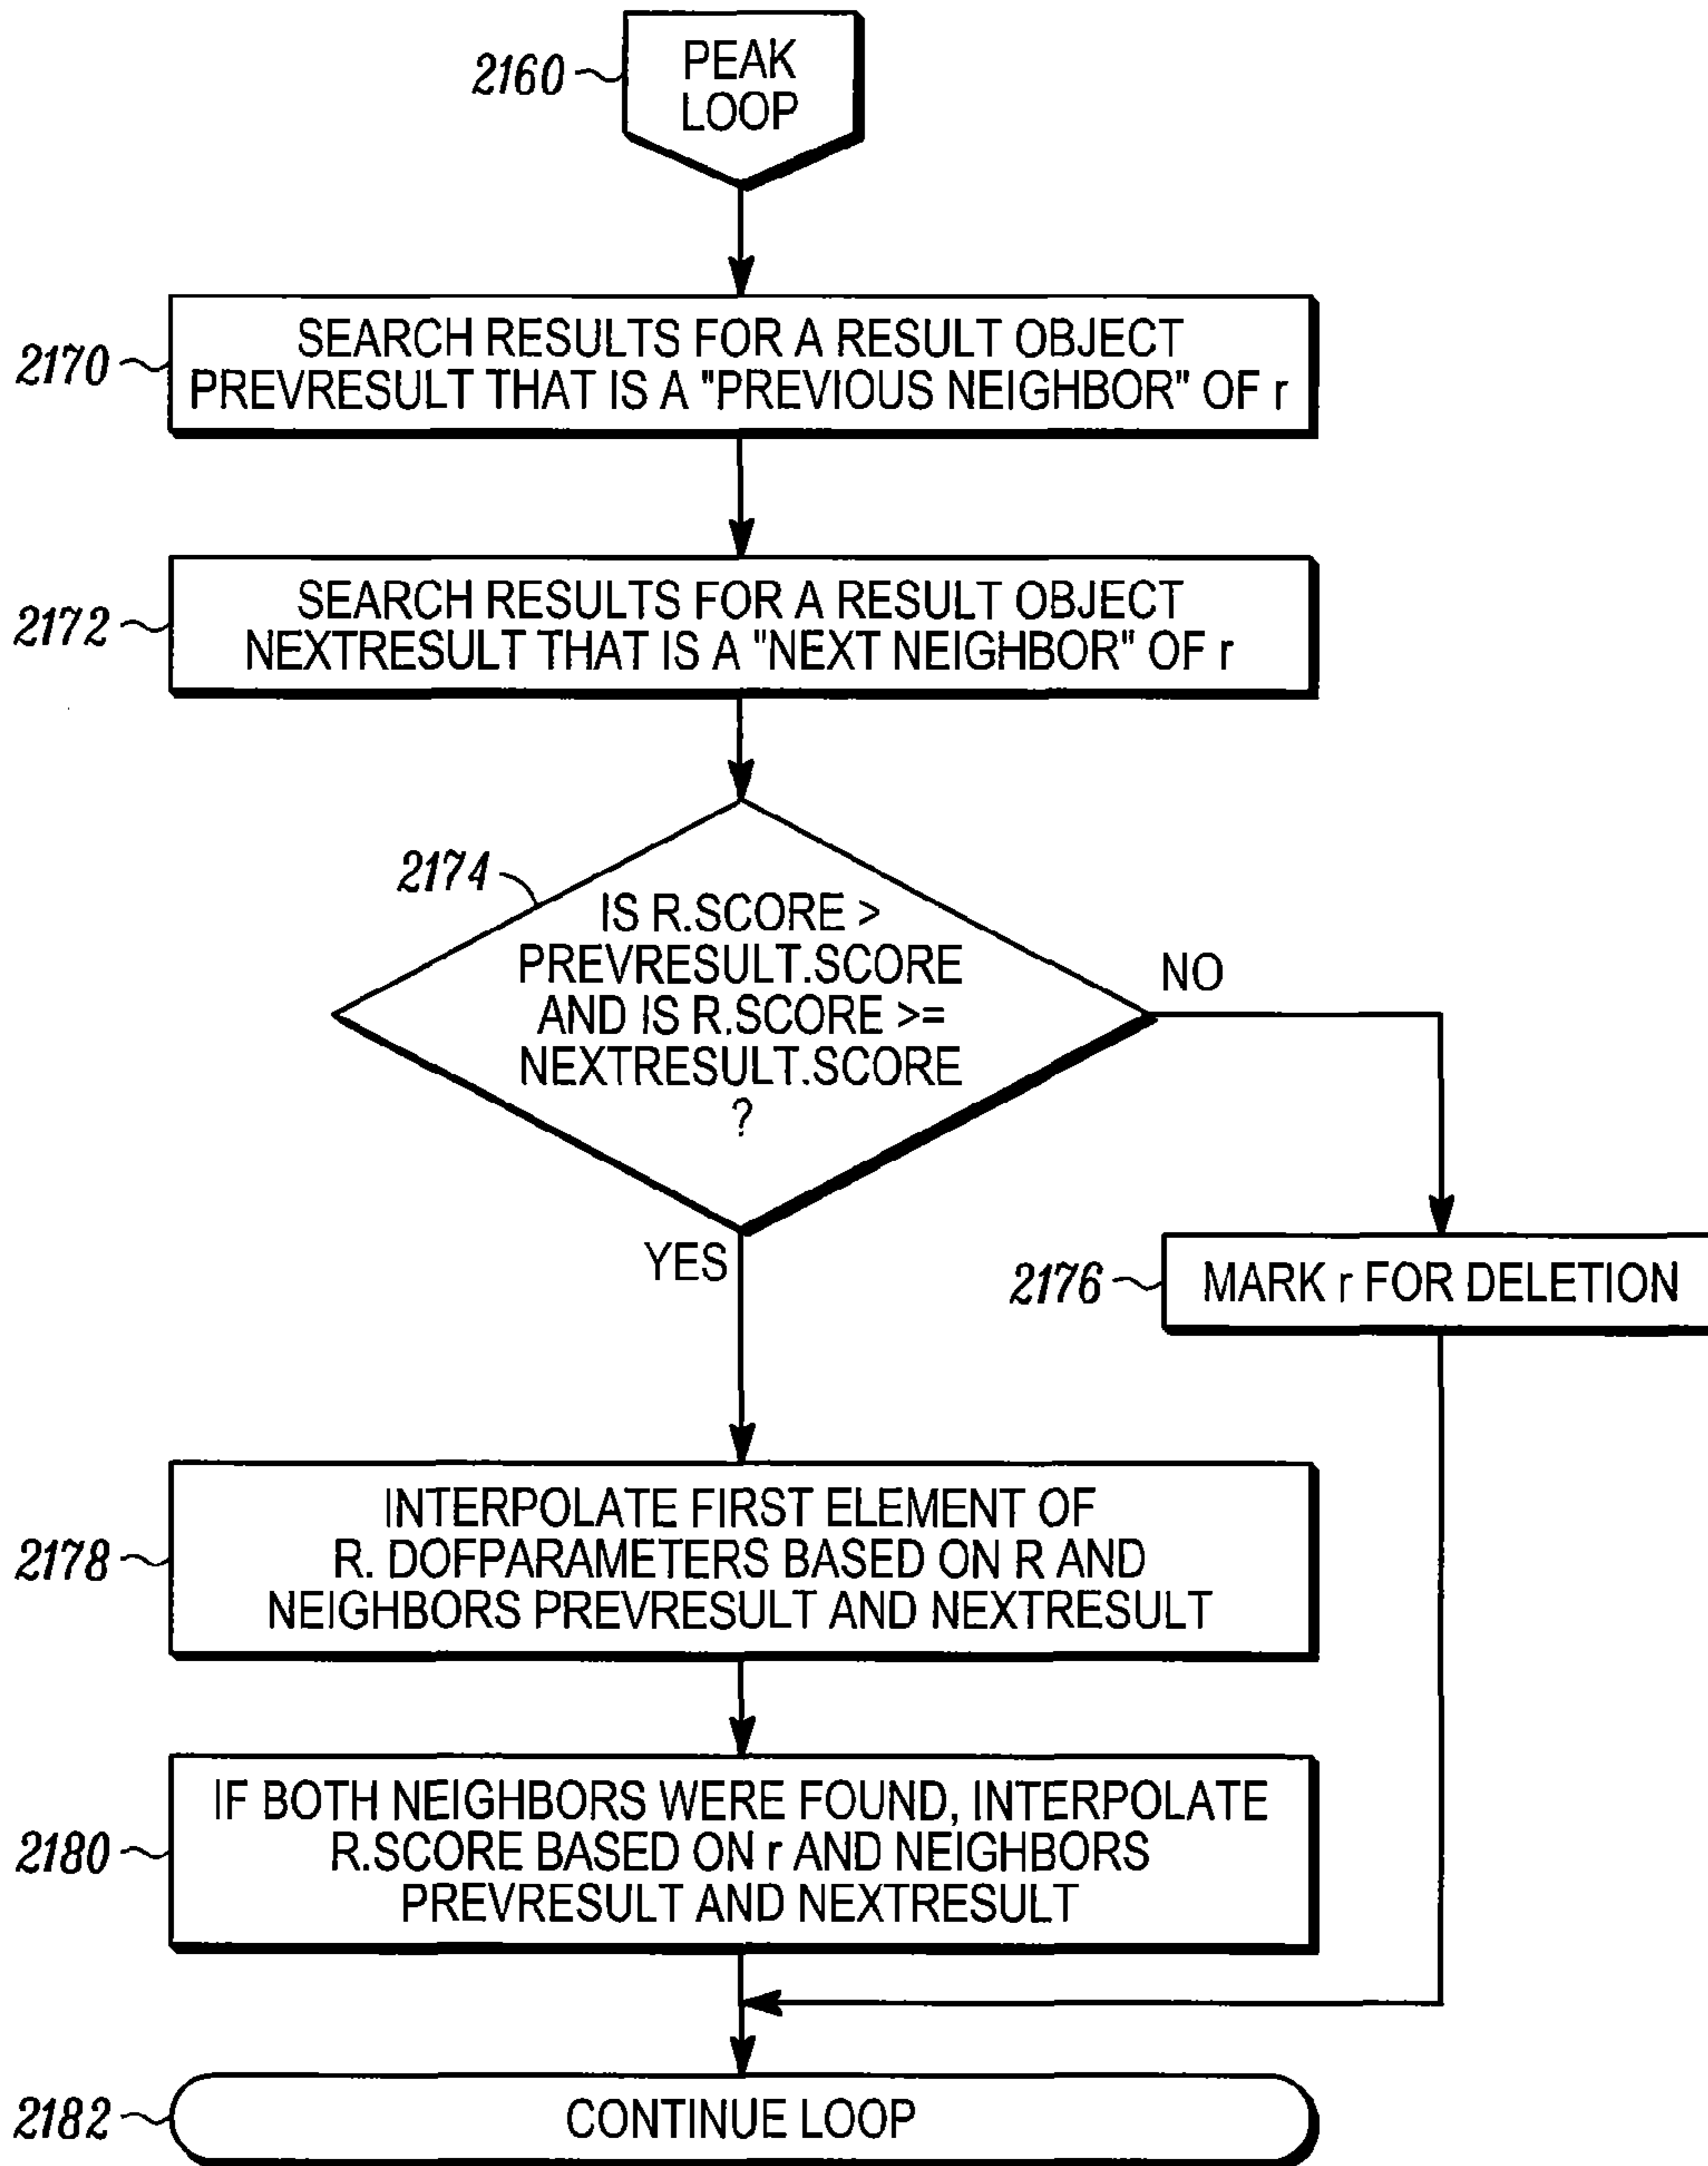 2160
PEAK
LOOP
2170
SEARCH RESULTS FOR A RESULT OBJECT
PREVRESULT THAT IS A "PREVIOUS NEIGHBOR" OF r
2172
SEARCH RESULTS FOR A RESULT OBJECT
NEXTRESULT THAT IS A "NEXT NEIGHBOR" OF r
2174
IS R.SCORE >
PREVRESULT.SCORE
AND IS R.SCORE >=
NEXTRESULT.SCORE
?
NO
YES
2176
MARK r FOR DELETION
2178
INTERPOLATE FIRST ELEMENT OF
R. DOFPARAMETERS BASED ON R AND
NEIGHBORS PREVRESULT AND NEXTRESULT
2180
IF BOTH NEIGHBORS WERE FOUND, INTERPOLATE
R.SCORE BASED ON r AND NEIGHBORS
PREVRESULT AND NEXTRESULT
2182
CONTINUE LOOP